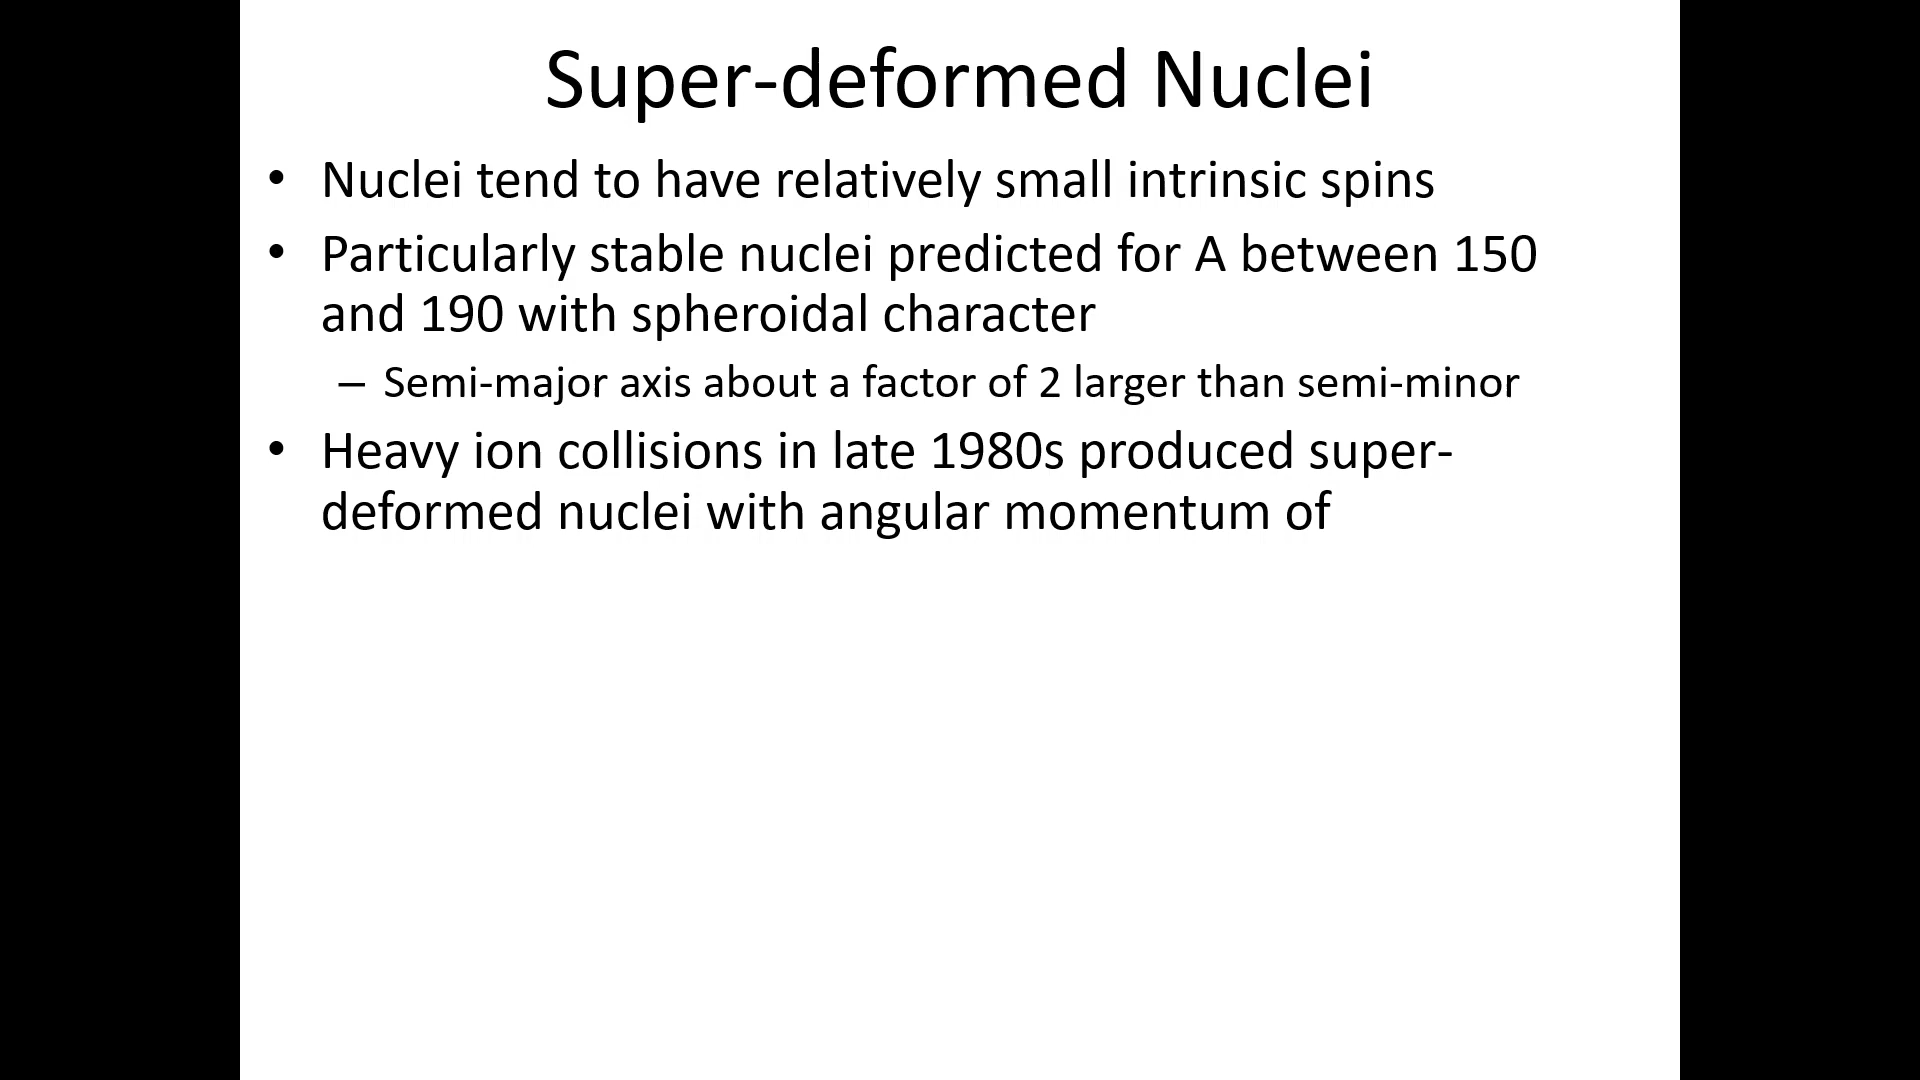 Super-deformed Nuclei
• Nuclei tend to have relatively small intrinsic spins
• Particularly stable nuclei predicted for A between 150
and 190 with spheroidal character
– Semi-major axis about a factor of 2 larger than semi-minor
• Heavy ion collisions in late 1980s produced super-
deformed nuclei with angular momentum of